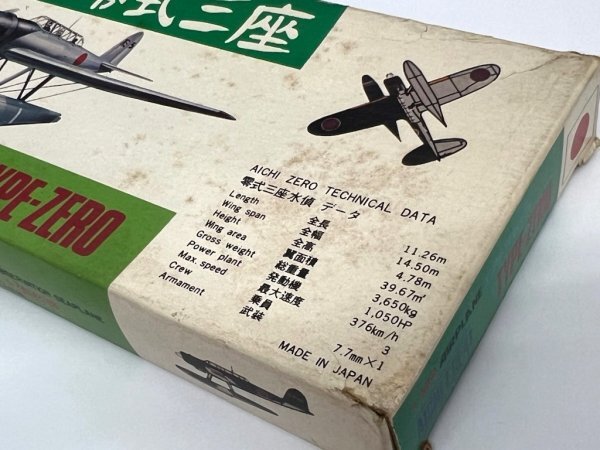 零式三座
YPE-ZERO
AICHI ZERO TECHNICAL DATA
零式三座水偵 データ
Length 全長 11.26m
Wing span 全幅 14.50m
Height 全高 4.78m
Wing area 翼面積 39.67㎡
Gross weight 総重量 3,650kg
Power plant 発動機 1,050HP
Max. speed 最大速度 376km/h
Crew 乗員 3
Armament 武装 7.7mm×1
MADE IN JAPAN
SEAPLANE